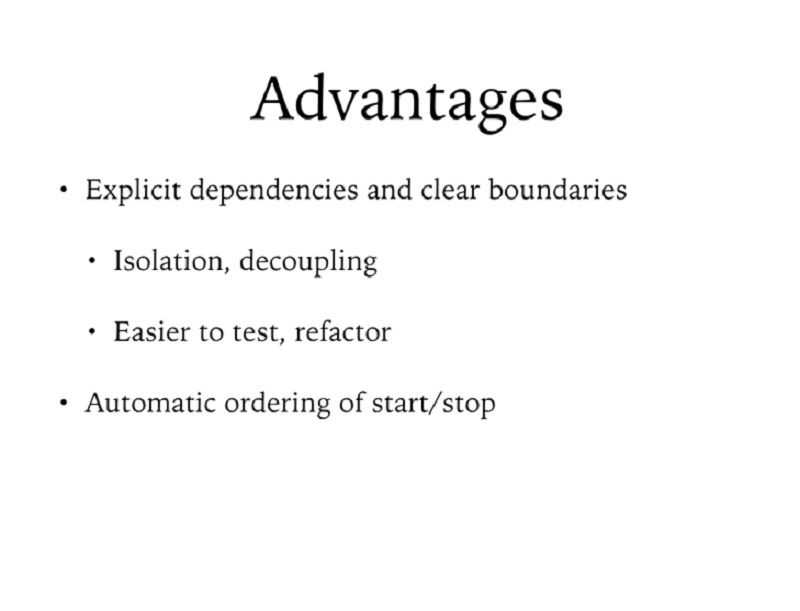 Advantages
• Explicit dependencies and clear boundaries
• Isolation, decoupling
• Easier to test, refactor
• Automatic ordering of start/stop